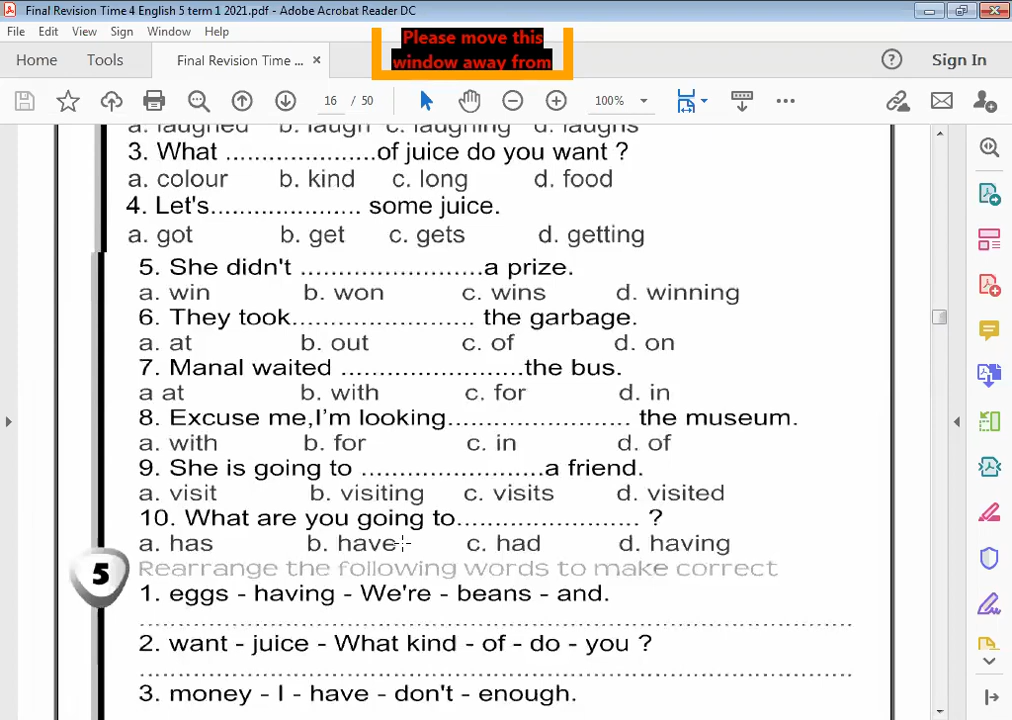 Final Revision Time 4 English 5 term 1 2021.pdf - Adobe Acrobat Reader DC
File Edit View Sign Window Help
Please move this
window away from
Home Tools Final Revision Time ... × Sign In
16 / 50 100%
a. laughed b. laugh c. laughing d. laughs
3. What .....................of juice do you want ?
a. colour b. kind c. long d. food
4. Let's..................... some juice.
a. got b. get c. gets d. getting
5. She didn't ........................a prize.
a. win b. won c. wins d. winning
6. They took........................ the garbage.
a. at b. out c. of d. on
7. Manal waited ........................the bus.
a at b. with c. for d. in
8. Excuse me,I'm looking........................ the museum.
a. with b. for c. in d. of
9. She is going to ........................a friend.
a. visit b. visiting c. visits d. visited
10. What are you going to........................ ?
a. has b. have c. had d. having
5 Rearrange the following words to make correct
1. eggs - having - We're - beans - and.
2. want - juice - What kind - of - do - you ?
3. money - I - have - don't - enough.